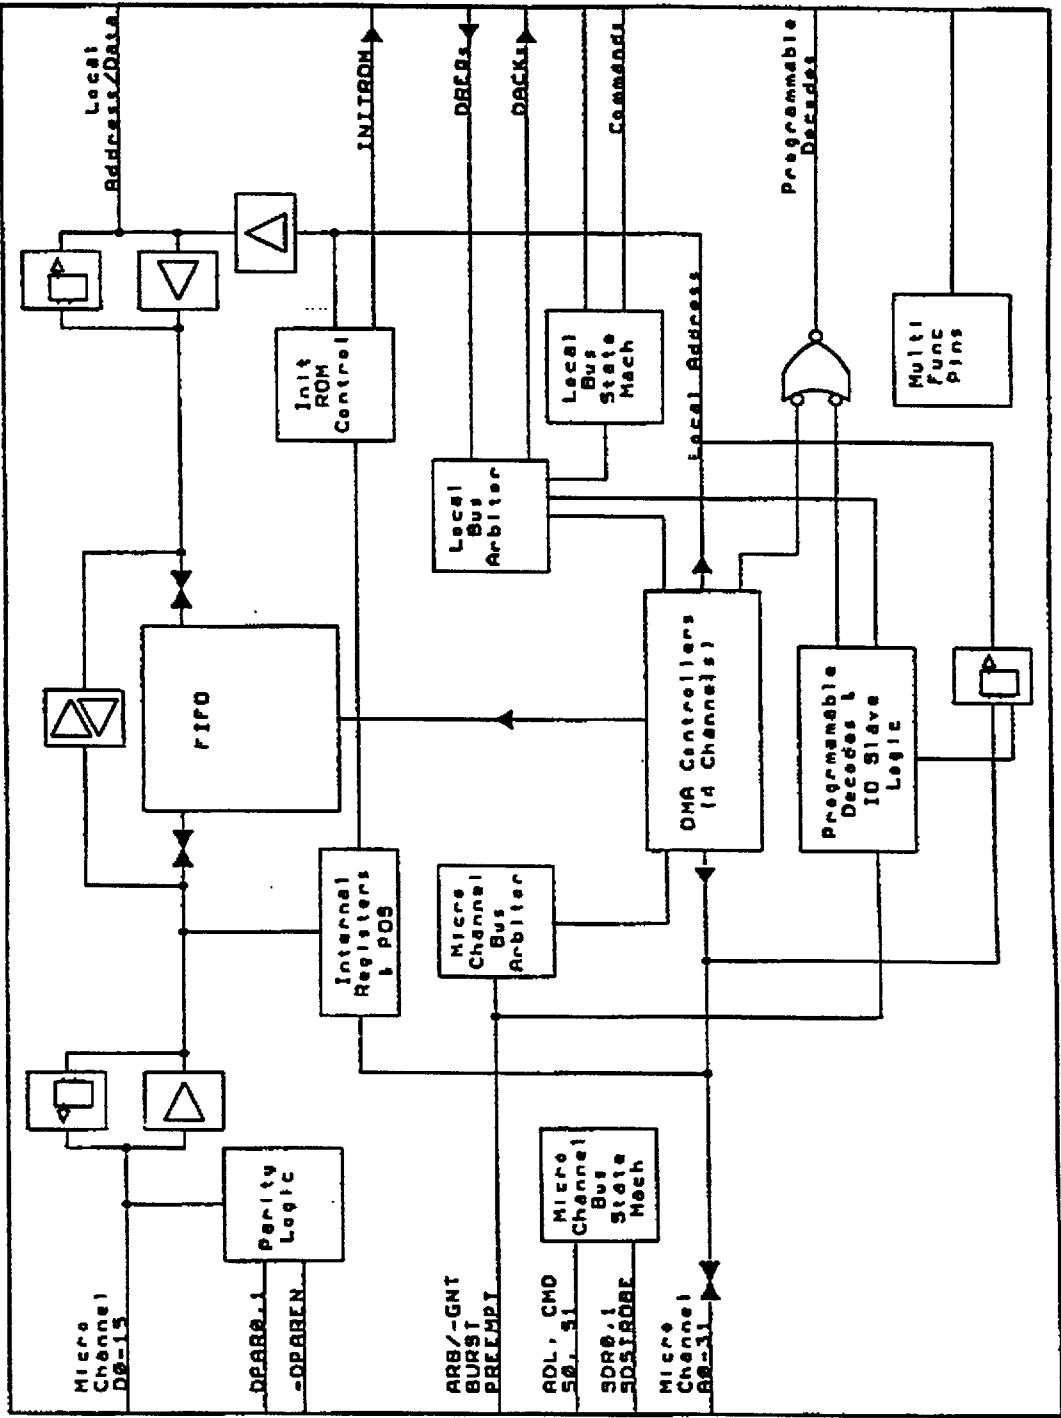 Micro
Channel
D0-15
DPAR0,1
-DPAREN
Parity
Logic
FIFO
Local
Address/Data
Internal
Registers
& POS
Init
ROM
Control
INITROM
ARB/-GNT
BURST
PREEMPT
Micro
Channel
Bus
Arbiter
Local
Bus
Arbiter
DREQs
DACKs
ADL, CMD
S0, S1
SDR0,1
SDSTROBE
Micro
Channel
Bus
State
Mach
Local
Bus
State
Mach
Commands
Micro
Channel
A0-31
DMA Controllers
(4 Channels)
Local Address
Programmable
Decodes
Progrmamable
Decodes &
IO Slave
Logic
Multi
Func
Pins